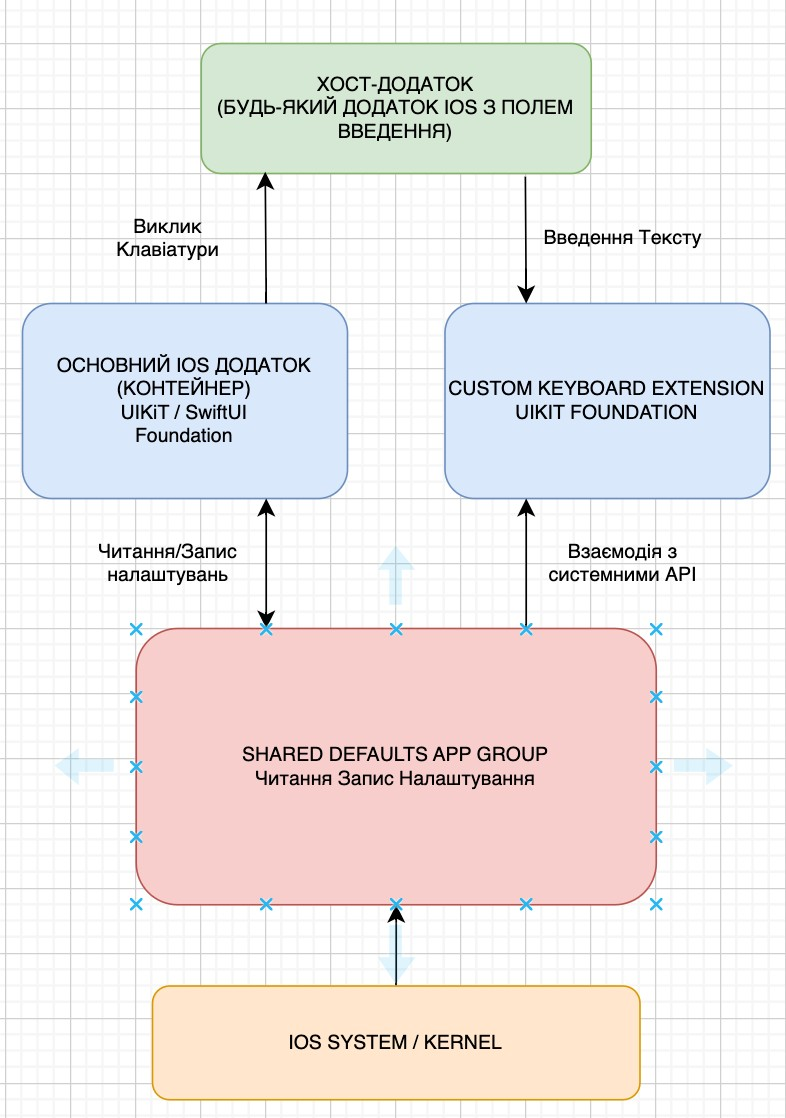 ХОСТ-ДОДАТОК
(БУДЬ-ЯКИЙ ДОДАТОК IOS З ПОЛЕМ
ВВЕДЕННЯ)
Виклик
Клавіатури
Введення Тексту
ОСНОВНИЙ IOS ДОДАТОК
(КОНТЕЙНЕР)
UIKiT / SwiftUI
Foundation
CUSTOM KEYBOARD EXTENSION
UIKIT FOUNDATION
Читання/Запис
налаштувань
Взаємодія з
системними API
SHARED DEFAULTS APP GROUP
Читання Запис Налаштування
IOS SYSTEM / KERNEL